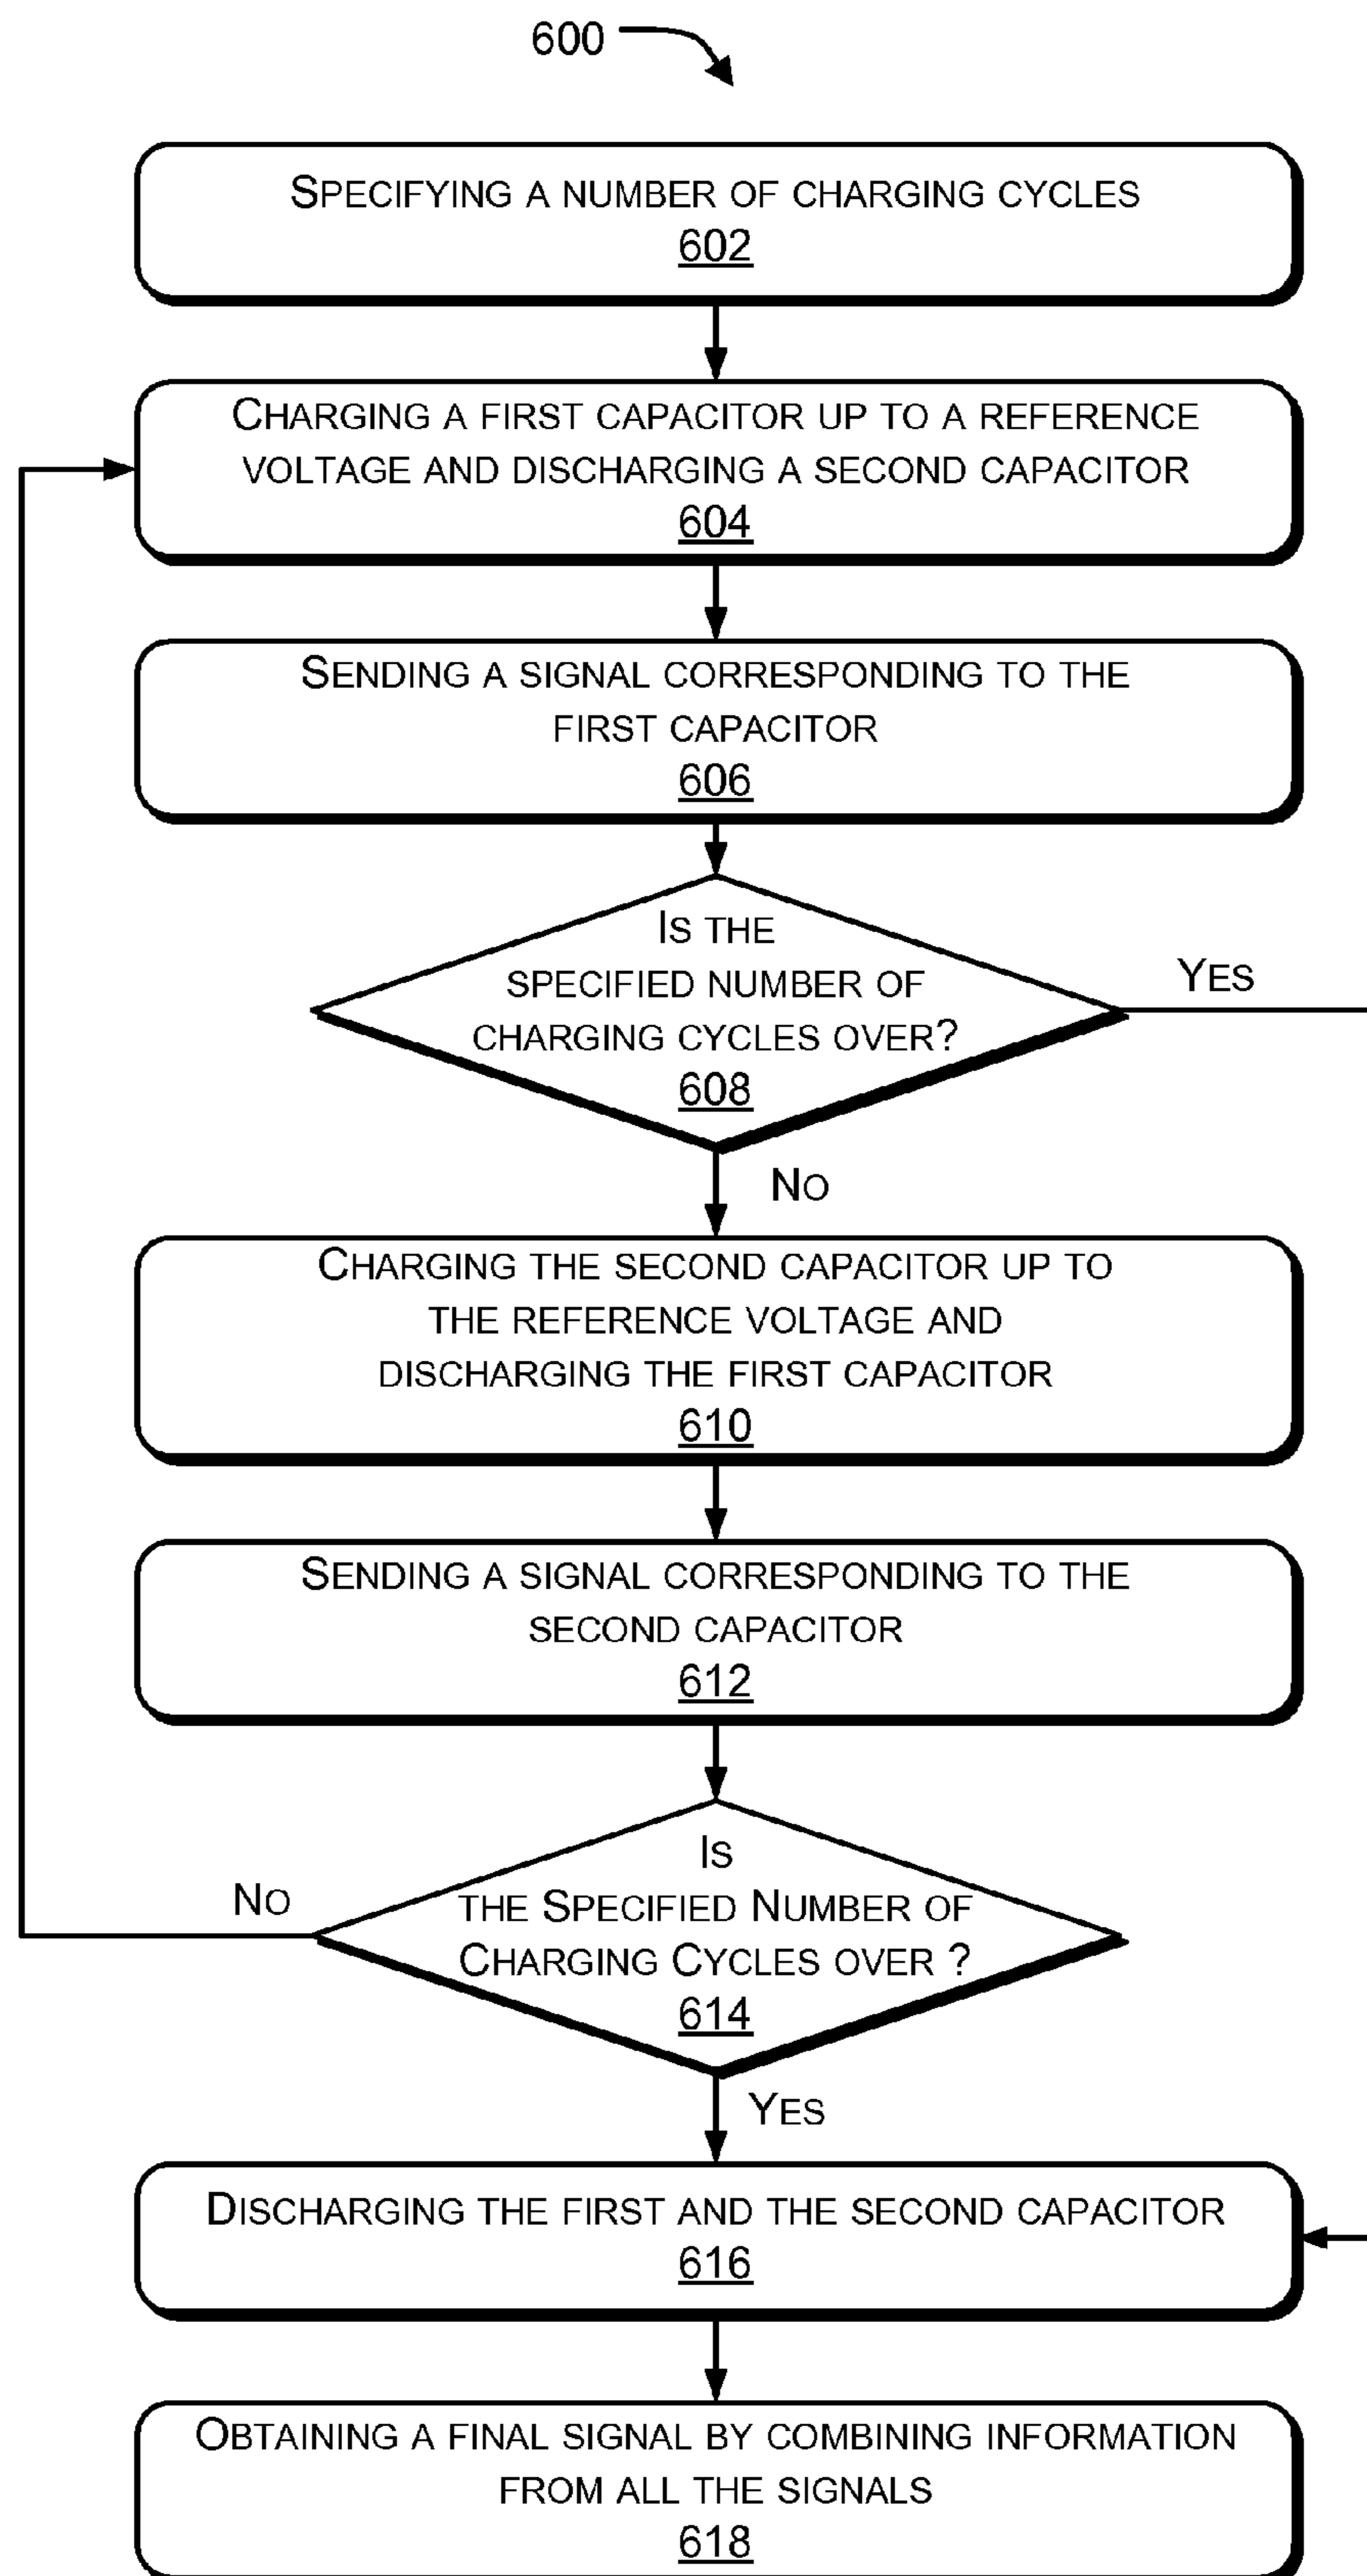 600
SPECIFYING A NUMBER OF CHARGING CYCLES
602
CHARGING A FIRST CAPACITOR UP TO A REFERENCE
VOLTAGE AND DISCHARGING A SECOND CAPACITOR
604
SENDING A SIGNAL CORRESPONDING TO THE
FIRST CAPACITOR
606
IS THE
SPECIFIED NUMBER OF
CHARGING CYCLES OVER?
608
YES
NO
CHARGING THE SECOND CAPACITOR UP TO
THE REFERENCE VOLTAGE AND
DISCHARGING THE FIRST CAPACITOR
610
SENDING A SIGNAL CORRESPONDING TO THE
SECOND CAPACITOR
612
IS
THE SPECIFIED NUMBER OF
CHARGING CYCLES OVER ?
614
NO
YES
DISCHARGING THE FIRST AND THE SECOND CAPACITOR
616
OBTAINING A FINAL SIGNAL BY COMBINING INFORMATION
FROM ALL THE SIGNALS
618